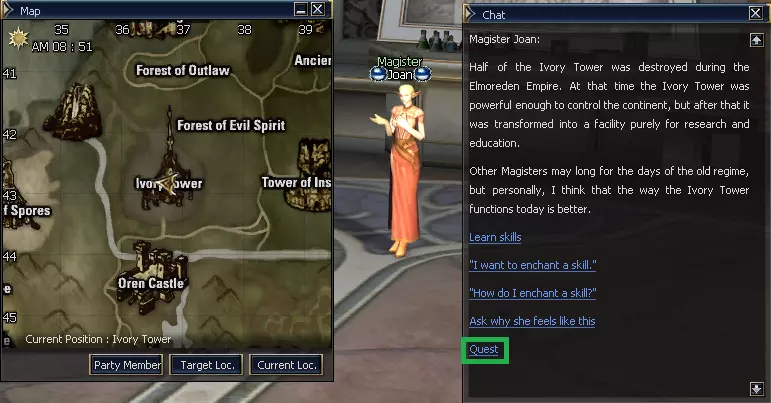 Map
AM 08 : 51
35 36 37 38 39
41
42
43
44
45
Forest of Outlaw
Ancien
Forest of Evil Spirit
Ivory Tower
Tower of Ins
f Spores
Oren Castle
e
Current Position : Ivory Tower
Party Member
Target Loc.
Current Loc.
Magister
Joan
Chat
Magister Joan:
Half of the Ivory Tower was destroyed during the
Elmoreden Empire. At that time the Ivory Tower was
powerful enough to control the continent, but after that it
was transformed into a facility purely for research and
education.
Other Magisters may long for the days of the old regime,
but personally, I think that the way the Ivory Tower
functions today is better.
Learn skills
"I want to enchant a skill."
"How do I enchant a skill?"
Ask why she feels like this
Quest